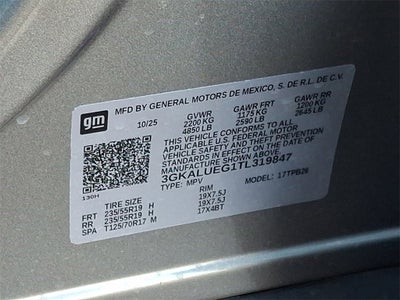 gm
MFD BY GENERAL MOTORS DE MEXICO, S. DE R.L. DE C.V.
10/25 GVWR GAWR FRT GAWR RR
2200 KG 1175 KG 1200 KG
4850 LB 2590 LB 2645 LB
THIS VEHICLE CONFORMS TO ALL
APPLICABLE U.S. FEDERAL MOTOR
VEHICLE SAFETY AND THEFT PREVENTION
STANDARDS IN EFFECT ON THE DATE OF
MANUFACTURE SHOWN ABOVE.
3GKALUEG1TL319847
130H TYPE: MPV MODEL: 17TPB26
TIRE SIZE RIM
FRT 235/55R19 H 19X7.5J
RR 235/55R19 H 19X7.5J
SPA T125/70R17 M 17X4BT